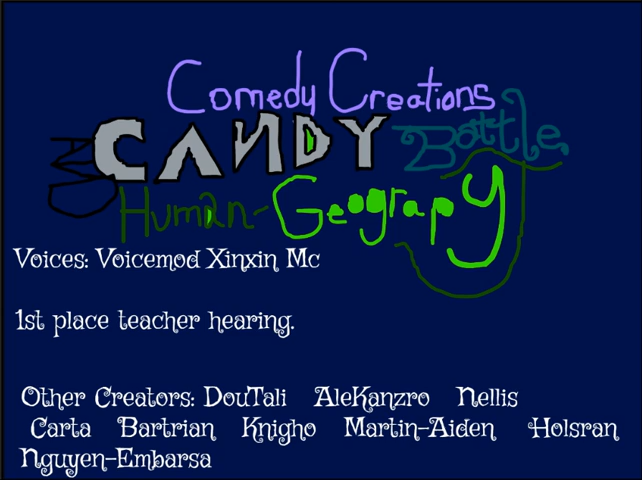 Comedy Creations
CANDY Bottle
Human-Geograpy
Voices: Voicemod Xinxin Mc
1st place teacher hearing.
Other Creators: DouTali AleKanzro Nellis
Carta Bartrian Knigho Martin-Aiden Holsran
Nguyen-Embarsa